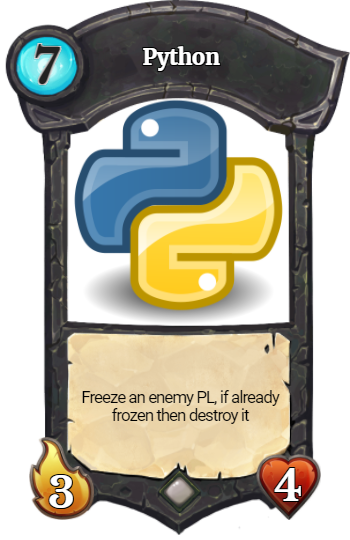 7
Python
Freeze an enemy PL, if already
frozen then destroy it
3
4